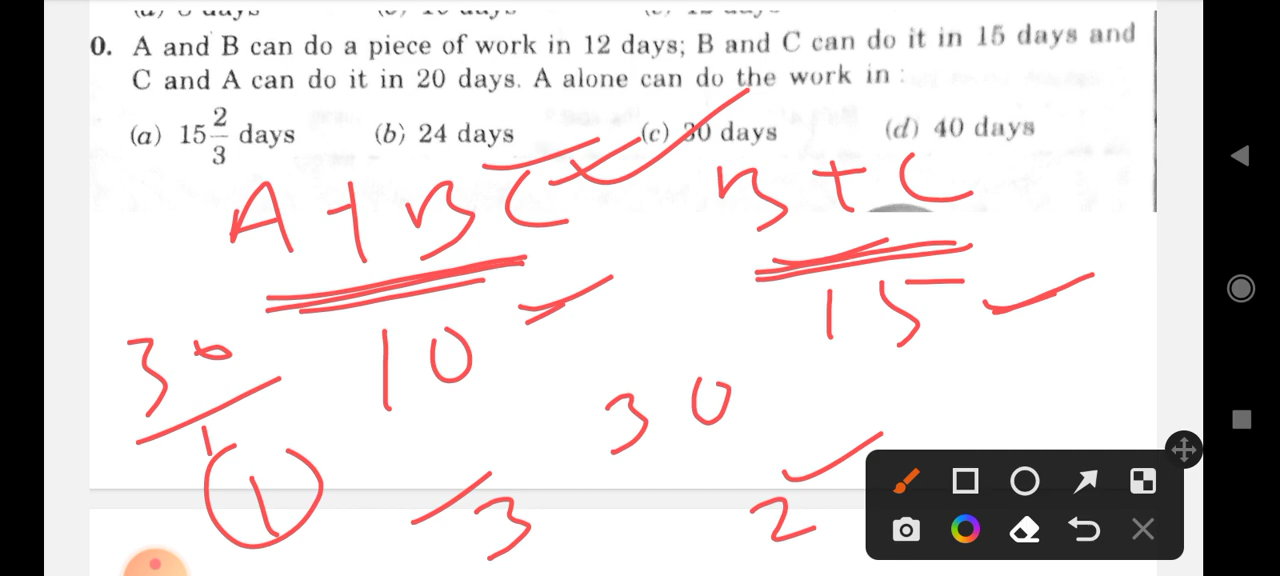 0. A and B can do a piece of work in 12 days; B and C can do it in 15 days and
C and A can do it in 20 days. A alone can do the work in :
(a) 15 2/3 days (b) 24 days (c) 30 days (d) 40 days
A+BC B+C
10 15
30/1 30
1 3 2